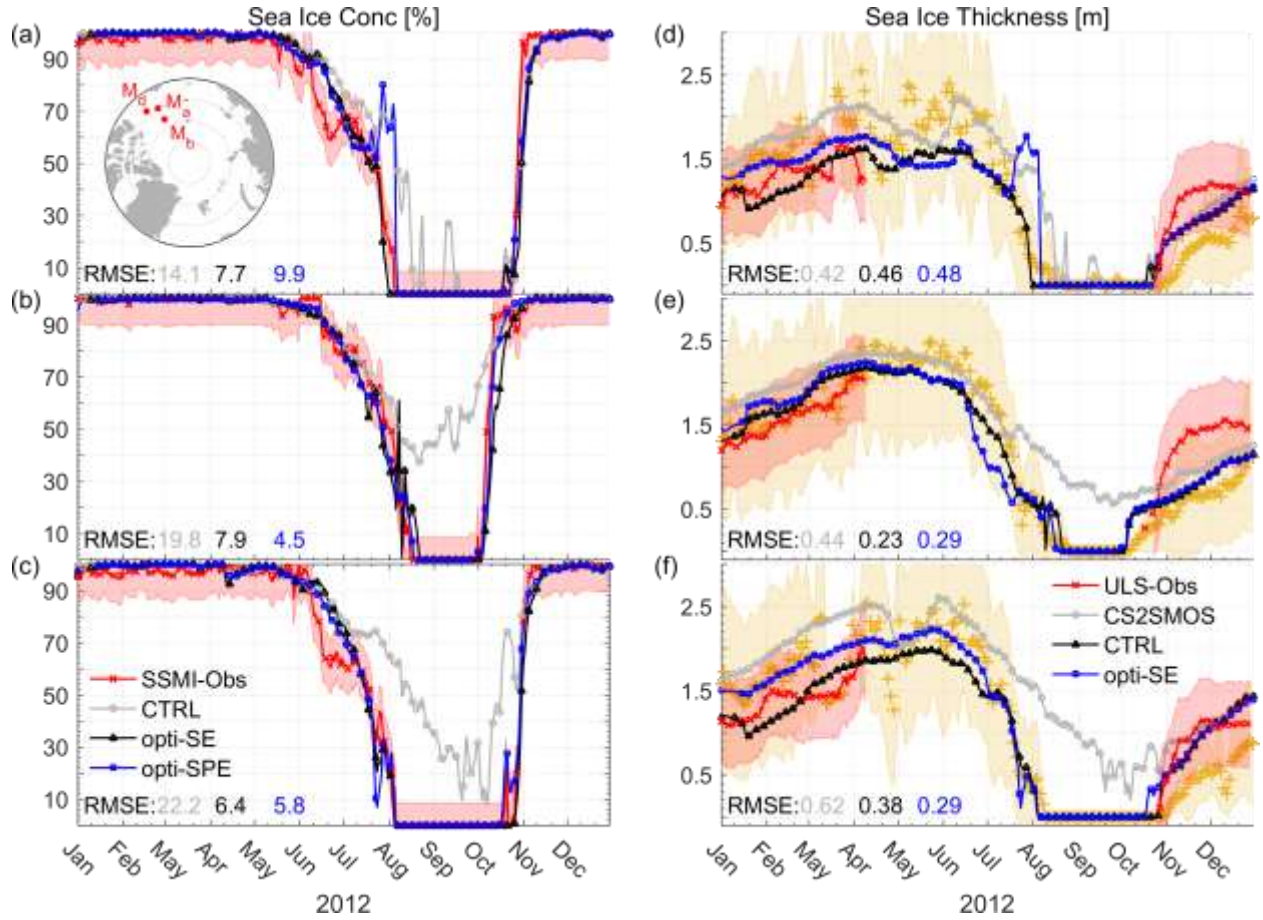 Sea Ice Conc [%]
Sea Ice Thickness [m]
(a)
90
70
50
30
10
M
M
M
b
RMSE: 14.1 7.7 9.9
(b)
90
70
50
30
10
RMSE: 19.8 7.9 4.5
(c)
90
70
50
30
10
SSMI-Obs
CTRL
opti-SE
opti-SPE
RMSE: 22.2 6.4 5.8
Jan Feb Mar Apr May Jun Jul Aug Sep Oct Nov Dec
2012
(d)
2.5
1.5
0.5
RMSE: 0.42 0.46 0.48
(e)
2.5
1.5
0.5
RMSE: 0.44 0.23 0.29
(f)
2.5
1.5
0.5
ULS-Obs
CS2SMOS
CTRL
opti-SE
RMSE: 0.62 0.38 0.29
Jan Feb Mar Apr May Jun Jul Aug Sep Oct Nov Dec
2012